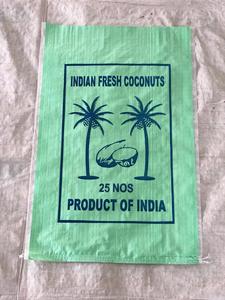 INDIAN FRESH COCONUTS
25 NOS
PRODUCT OF INDIA